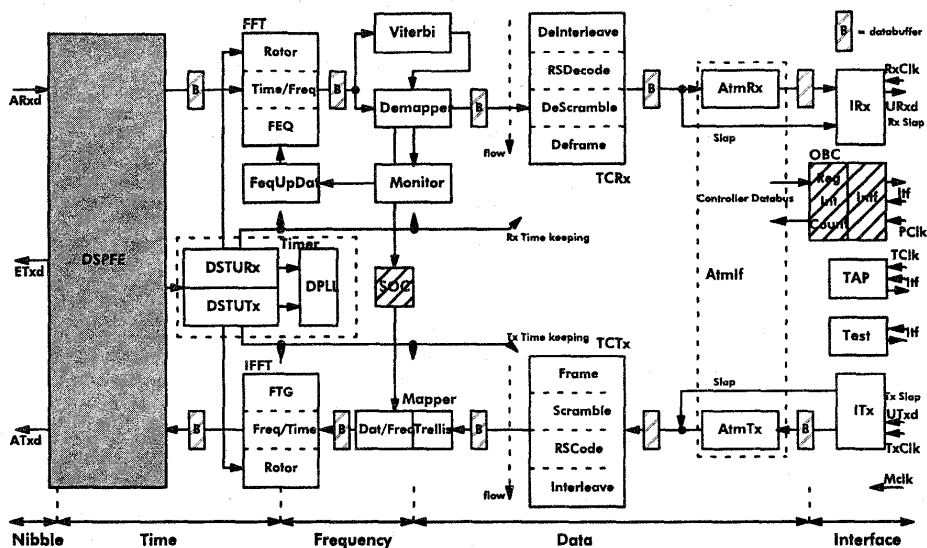 FFT
Rotor
Time/Freq
FEQ
Viterbi
Demapper
DeInterleave
RSDecode
DeScramble
Deframe
TCRx
B
= databuffer
ARxd
B
B
B
B
AtmRx
IRx
RxClk
URxd
Rx Slap
Slap
flow
FeqUpDat
Monitor
OBC
Reg
Int
Count
Intf
Itf
PClk
Controller Databus
Rx Time keeping
Timer
DSPFE
ETxd
DSTURx
DSTUTx
DPLL
SOC
AtmIf
TAP
TClk
Itf
Test
Itf
Tx Time keeping
TCTx
IFFT
FTG
Freq/Time
Rotor
Mapper
Dat/Freq
Trellis
Frame
Scramble
RSCode
Interleave
Slap
ITx
Tx Slap
UTxd
TxClk
AtmTx
ATxd
B
B
B
B
flow
Mclk
Nibble
Time
Frequency
Data
Interface